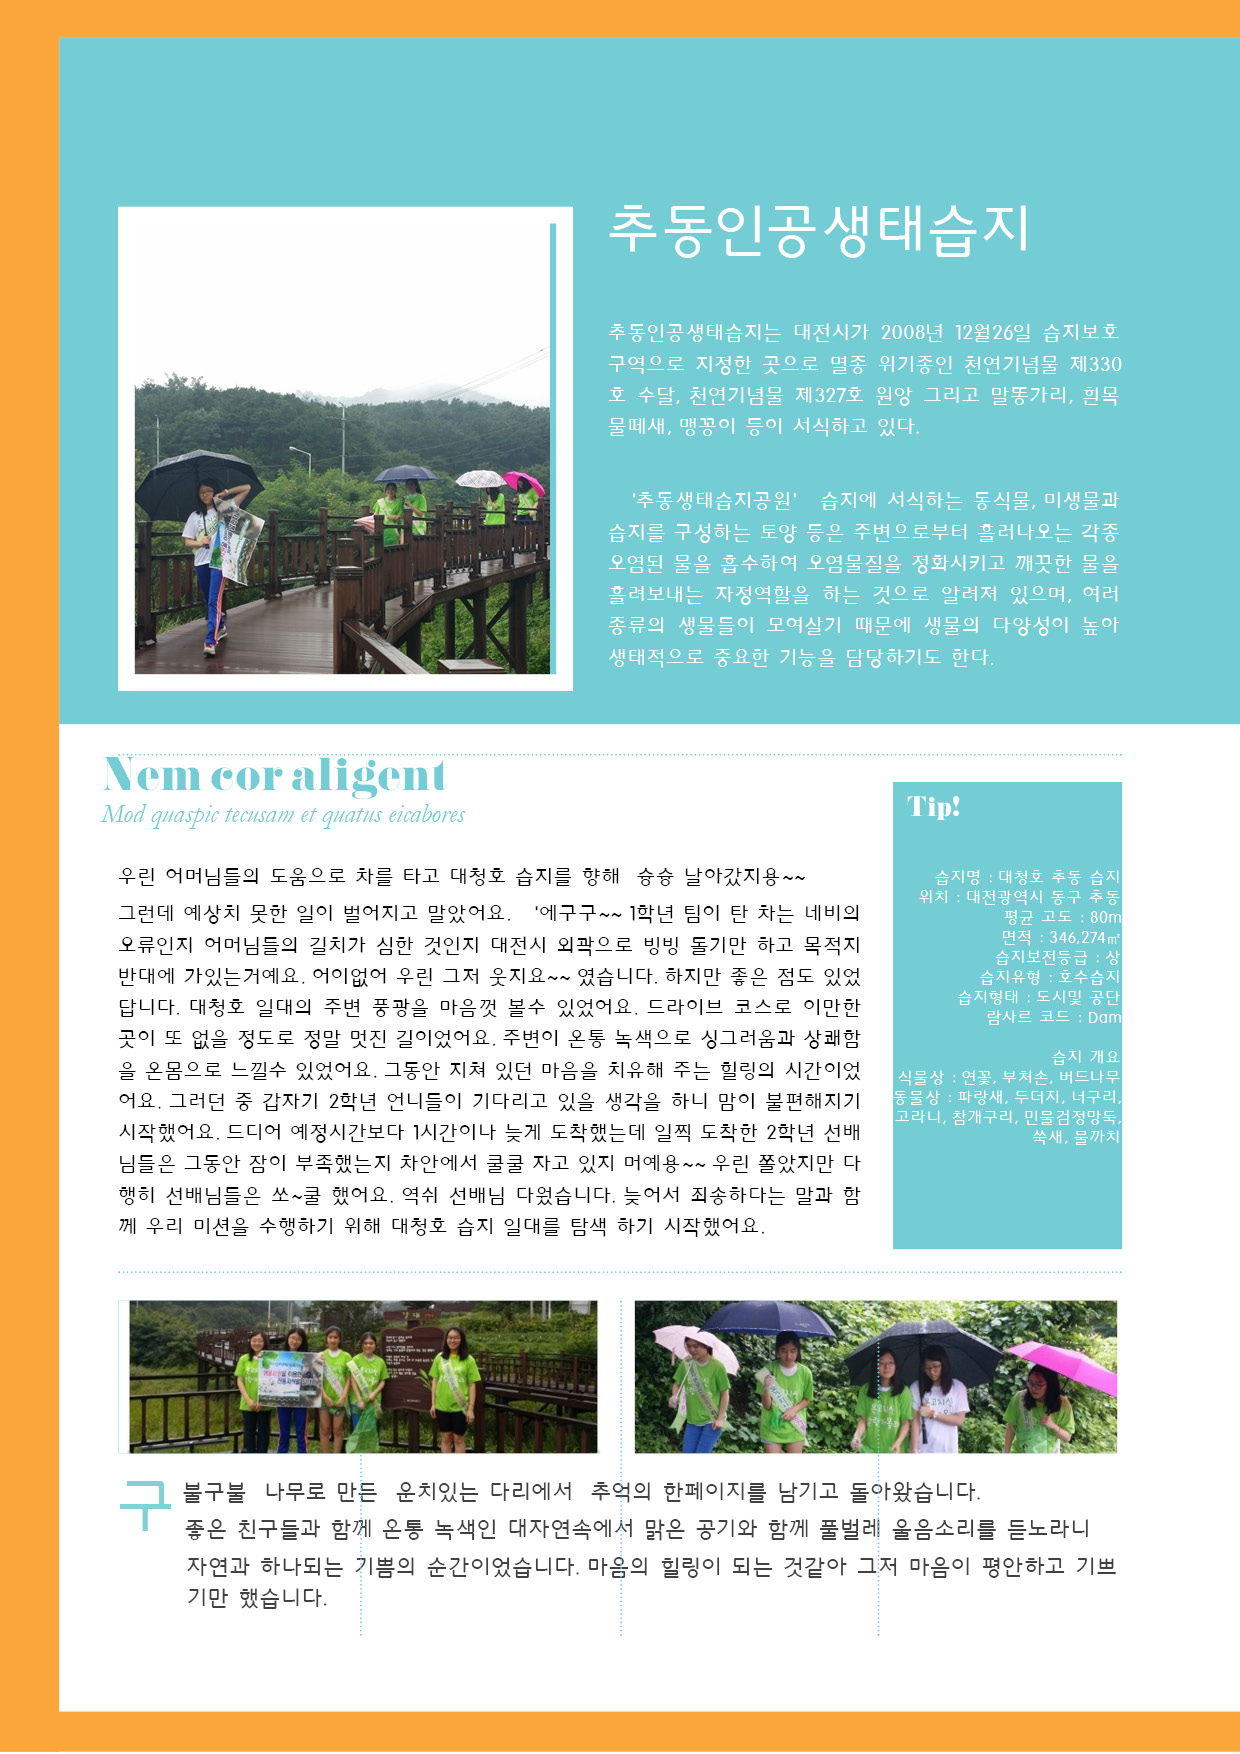 추동인공생태습지
추동인공생태습지는 대전시가 2008년 12월26일 습지보호
구역으로 지정한 곳으로 멸종 위기종인 천연기념물 제330
호 수달, 천연기념물 제327호 원앙 그리고 말똥가리, 흰목
물떼새, 맹꽁이 등이 서식하고 있다.
'추동생태습지공원' 습지에 서식하는 동식물, 미생물과
습지를 구성하는 토양 등은 주변으로부터 흘러나오는 각종
오염된 물을 흡수하여 오염물질을 정화시키고 깨끗한 물을
흘려보내는 자정역할을 하는 것으로 알려져 있으며, 여러
종류의 생물들이 모여살기 때문에 생물의 다양성이 높아
생태적으로 중요한 기능을 담당하기도 한다.
Nem cor aligent
Mod quaspic tecusam et quatus eicabores
우린 어머님들의 도움으로 차를 타고 대청호 습지를 향해 슝슝 날아갔지용~~
그런데 예상치 못한 일이 벌어지고 말았어요. '에구구~~ 1학년 팀이 탄 차는 네비의
오류인지 어머님들의 길치가 심한 것인지 대전시 외곽으로 빙빙 돌기만 하고 목적지
반대에 가있는거예요. 어이없어 우린 그저 웃지요~~ 였습니다. 하지만 좋은 점도 있었
답니다. 대청호 일대의 주변 풍광을 마음껏 볼수 있었어요. 드라이브 코스로 이만한
곳이 또 없을 정도로 정말 멋진 길이었어요. 주변이 온통 녹색으로 싱그러움과 상쾌함
을 온몸으로 느낄수 있었어요. 그동안 지쳐 있던 마음을 치유해 주는 힐링의 시간이었
어요. 그러던 중 갑자기 2학년 언니들이 기다리고 있을 생각을 하니 맘이 불편해지기
시작했어요. 드디어 예정시간보다 1시간이나 늦게 도착했는데 일찍 도착한 2학년 선배
님들은 그동안 잠이 부족했는지 차안에서 쿨쿨 자고 있지 머예용~~ 우린 쫄았지만 다
행히 선배님들은 쏘~쿨 했어요. 역쉬 선배님 다웠습니다. 늦어서 죄송하다는 말과 함
께 우리 미션을 수행하기 위해 대청호 습지 일대를 탐색 하기 시작했어요.
Tip!
습지명 : 대청호 추동 습지
위치 : 대전광역시 동구 추동
평균 고도 : 80m
면적 : 346,274㎡
습지보전등급 : 상
습지유형 : 호수습지
습지형태 : 도시및 공단
람사르 코드 : Dam
습지 개요
식물상 : 연꽃, 부처손, 버드나무
동물상 : 파랑새, 두더지, 너구리,
고라니, 참개구리, 민물검정망둑,
쑥새, 물까치
구 불구불 나무로 만든 운치있는 다리에서 추억의 한페이지를 남기고 돌아왔습니다.
좋은 친구들과 함께 온통 녹색인 대자연속에서 맑은 공기와 함께 풀벌레 울음소리를 듣노라니
자연과 하나되는 기쁨의 순간이었습니다. 마음의 힐링이 되는 것같아 그저 마음이 평안하고 기쁘
기만 했습니다.